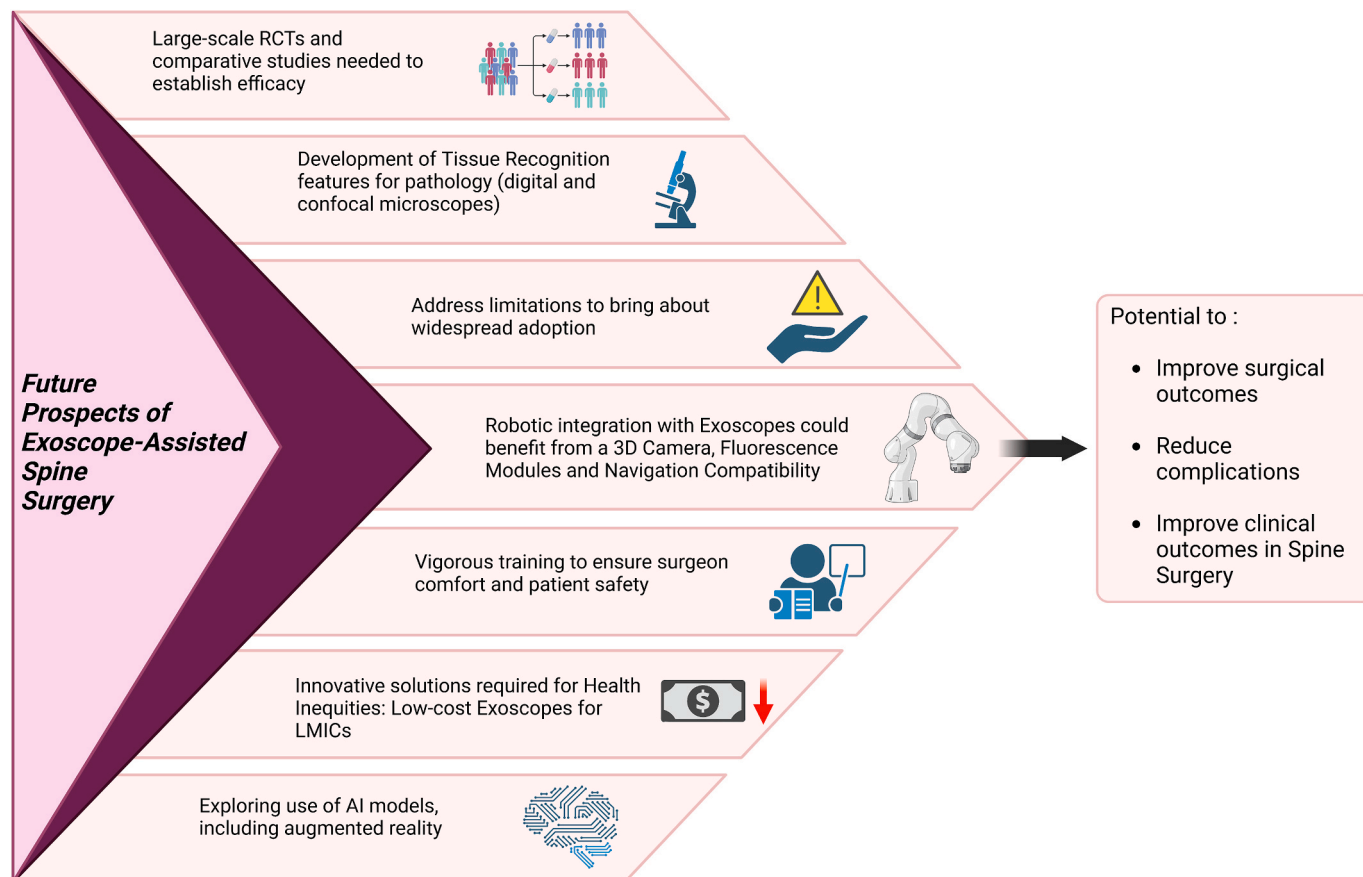 Large-scale RCTs and
comparative studies needed to
establish efficacy
Development of Tissue Recognition
features for pathology (digital and
confocal microscopes)
Address limitations to bring about
widespread adoption
Future
Prospects of
Exoscope-Assisted
Spine
Surgery
Robotic integration with Exoscopes could
benefit from a 3D Camera, Fluorescence
Modules and Navigation Compatibility
Vigorous training to ensure surgeon
comfort and patient safety
Innovative solutions required for Health
Inequities: Low-cost Exoscopes for
LMICs
$
Exploring use of AI models,
including augmented reality
Potential to :
• Improve surgical
outcomes
• Reduce
complications
• Improve clinical
outcomes in Spine
Surgery